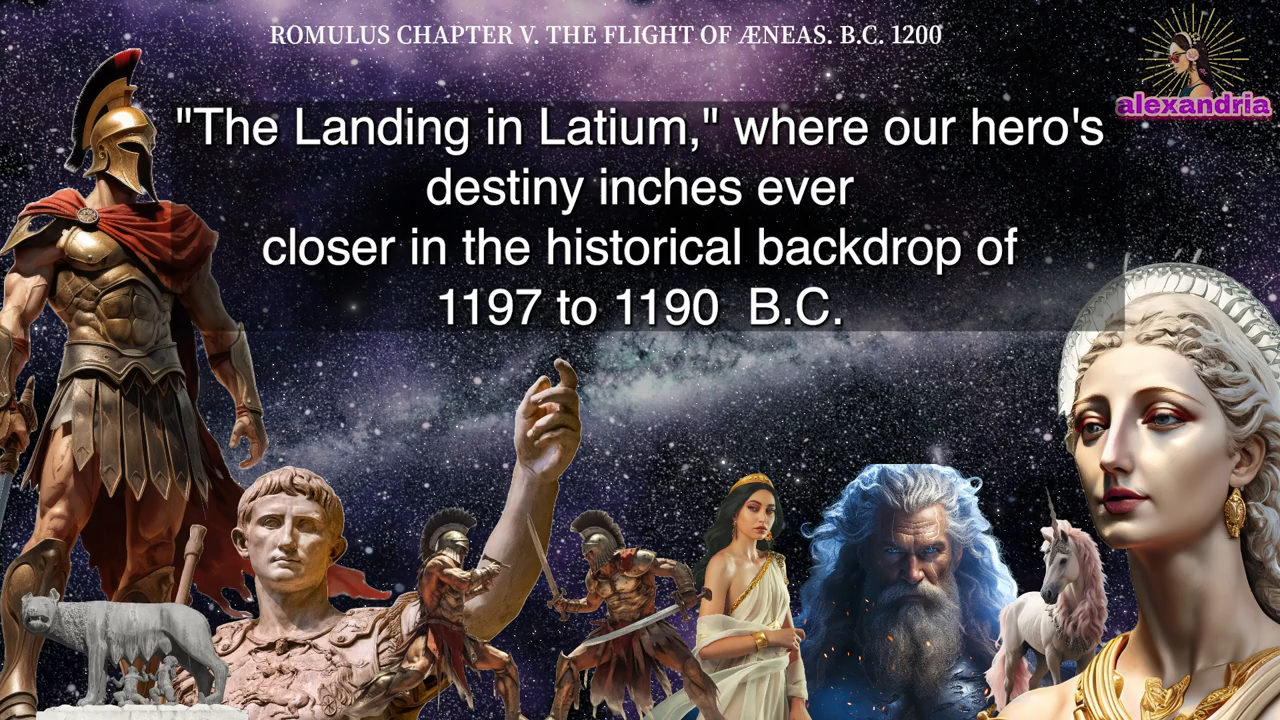 ROMULUS CHAPTER V. THE FLIGHT OF ÆNEAS. B.C. 1200
alexandria
"The Landing in Latium," where our hero's
destiny inches ever
closer in the historical backdrop of
1197 to 1190  B.C.